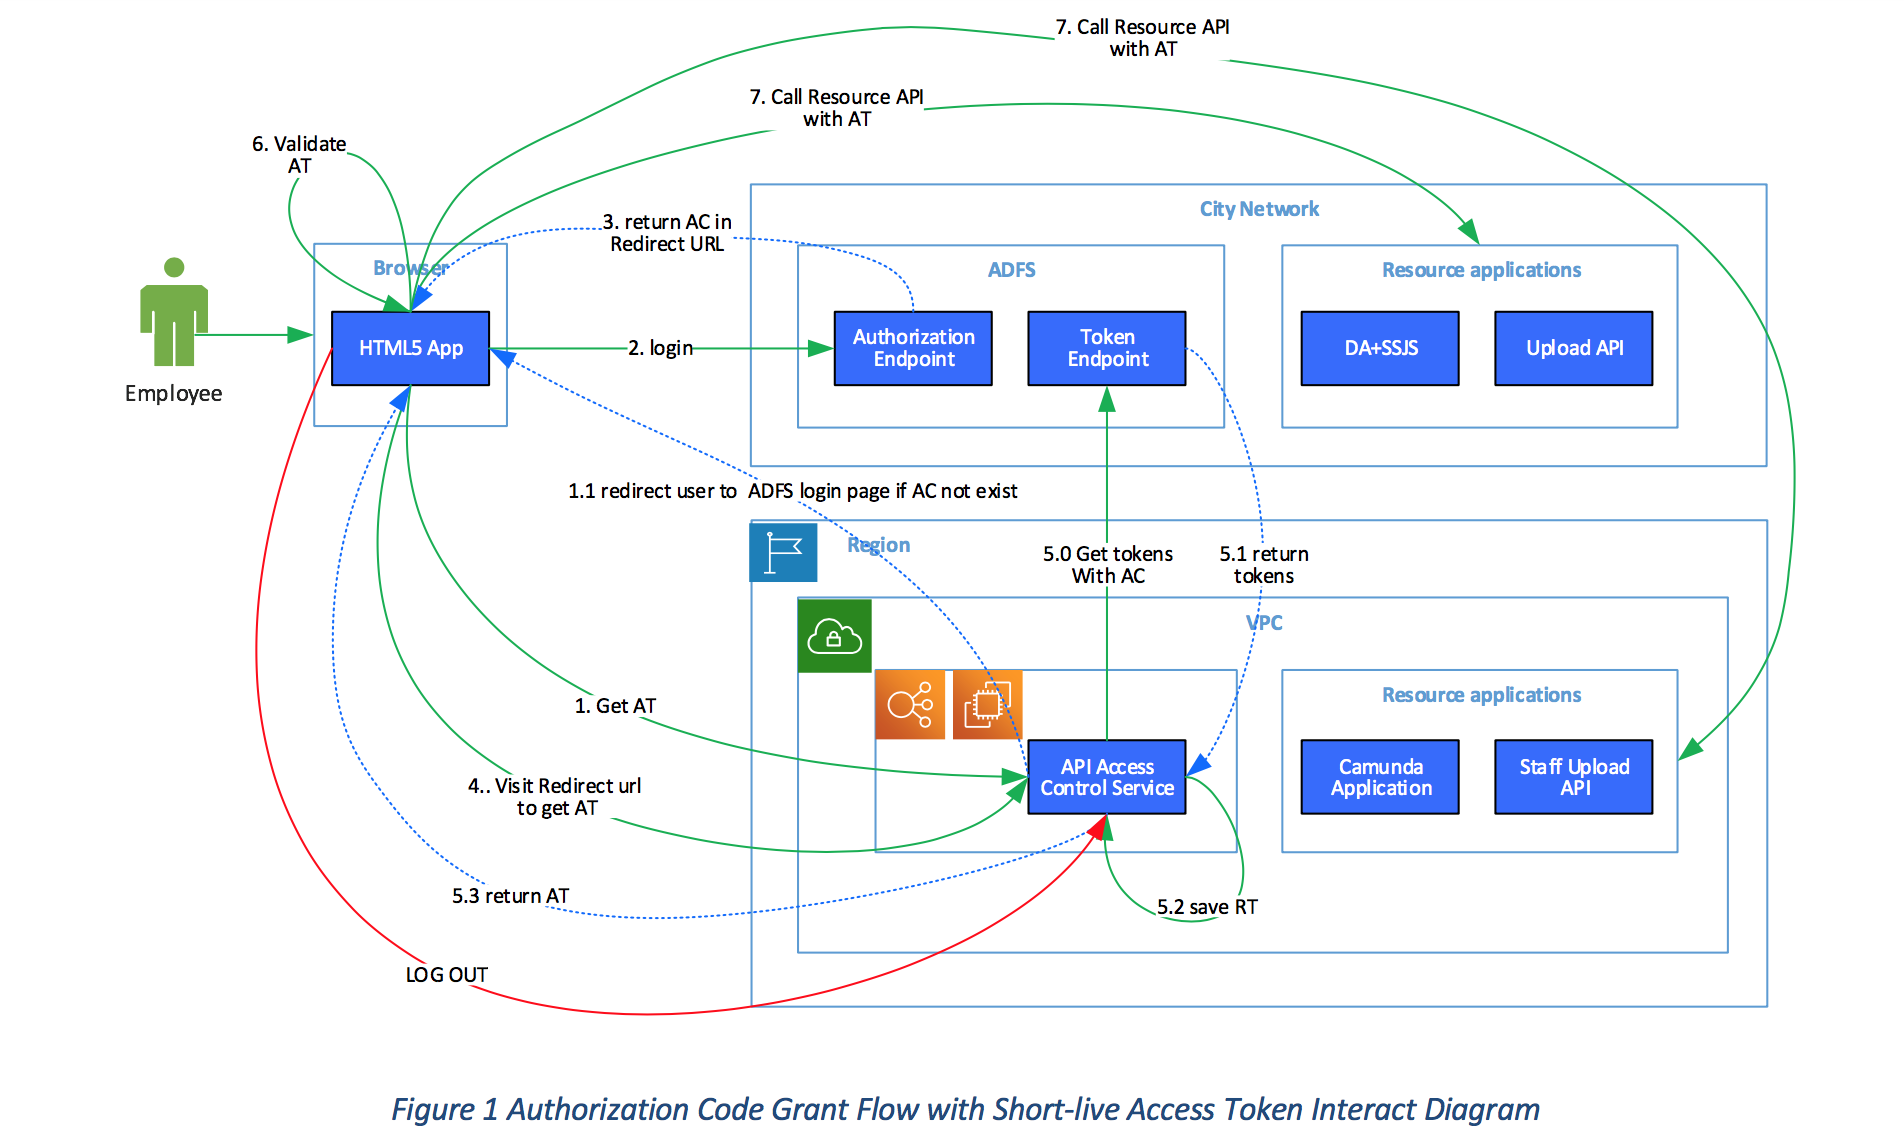 7. Call Resource API
with AT
7. Call Resource API
with AT
6. Validate
AT
City Network
3. return AC in
Redirect URL
Browser
ADFS
Resource applications
HTML5 App
2. login
Authorization
Endpoint
Token
Endpoint
DA+SSJS
Upload API
Employee
1.1 redirect user to ADFS login page if AC not exist
Region
5.0 Get tokens
With AC
5.1 return
tokens
VPC
1. Get AT
Resource applications
4.. Visit Redirect url
to get AT
API Access
Control Service
Camunda
Application
Staff Upload
API
5.3 return AT
5.2 save RT
LOG OUT
Figure 1 Authorization Code Grant Flow with Short-live Access Token Interact Diagram